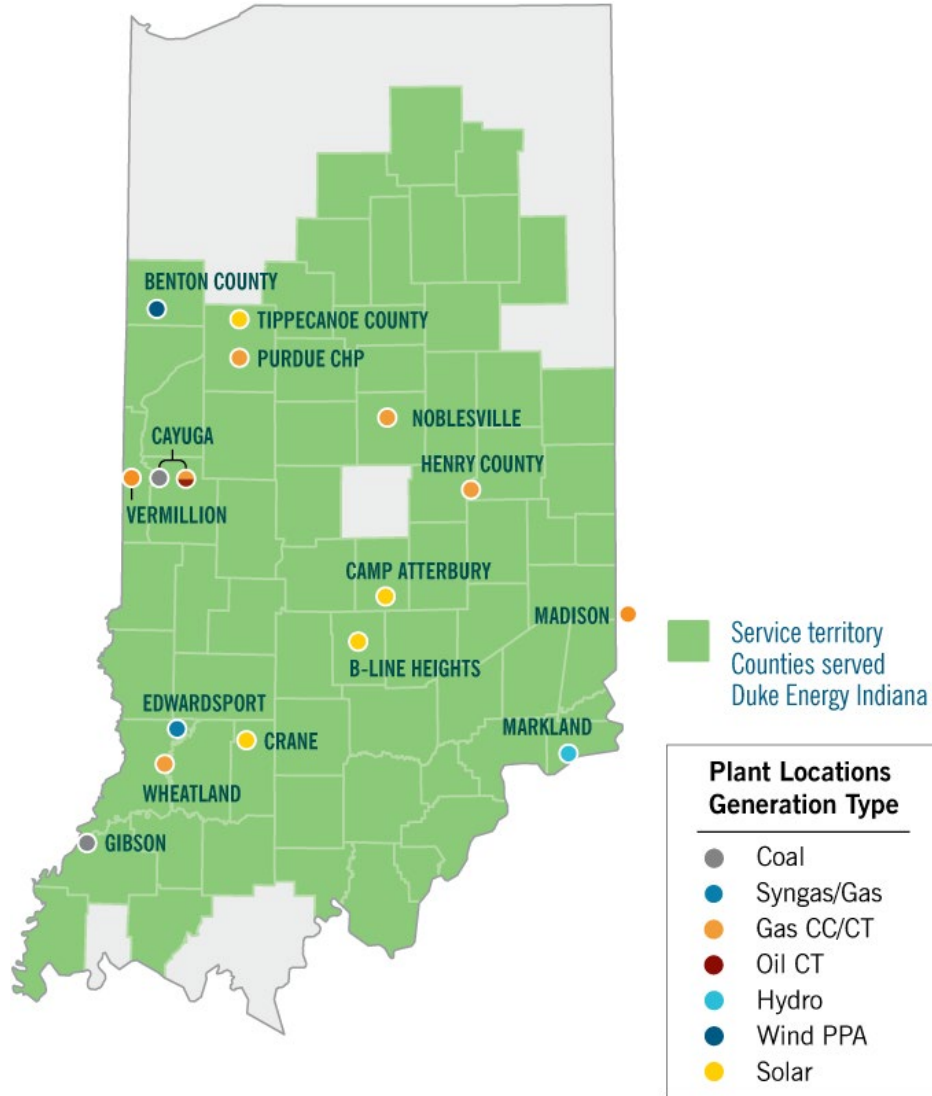 BENTON COUNTY
TIPPECANOE COUNTY
PURDUE CHP
NOBLESVILLE
CAYUGA
HENRY COUNTY
VERMILLION
CAMP ATTERBURY
MADISON
B-LINE HEIGHTS
EDWARDSPORT
CRANE
MARKLAND
WHEATLAND
GIBSON
Service territory
Counties served
Duke Energy Indiana
Plant Locations
Generation Type
Coal
Syngas/Gas
Gas CC/CT
Oil CT
Hydro
Wind PPA
Solar